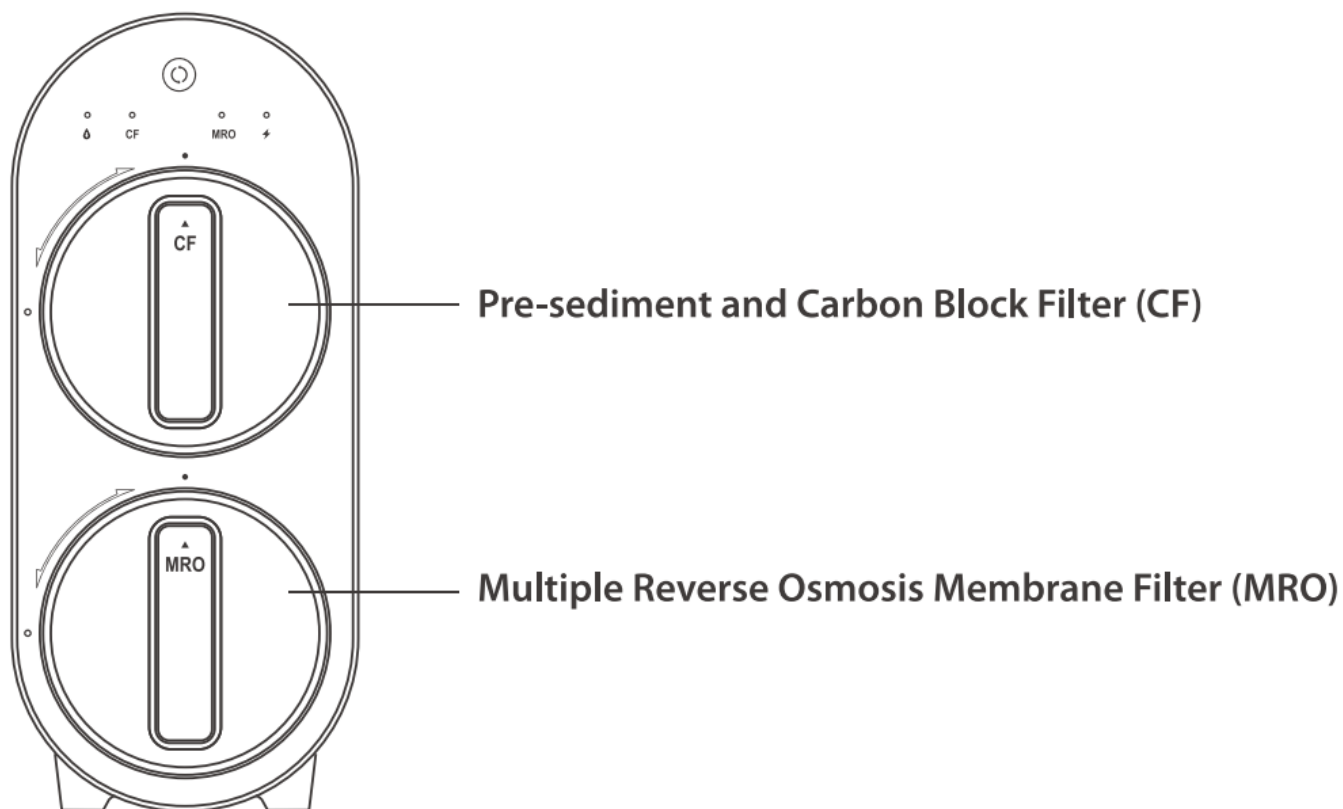 CF MRO
CF
Pre-sediment and Carbon Block Filter (CF)
MRO
Multiple Reverse Osmosis Membrane Filter (MRO)